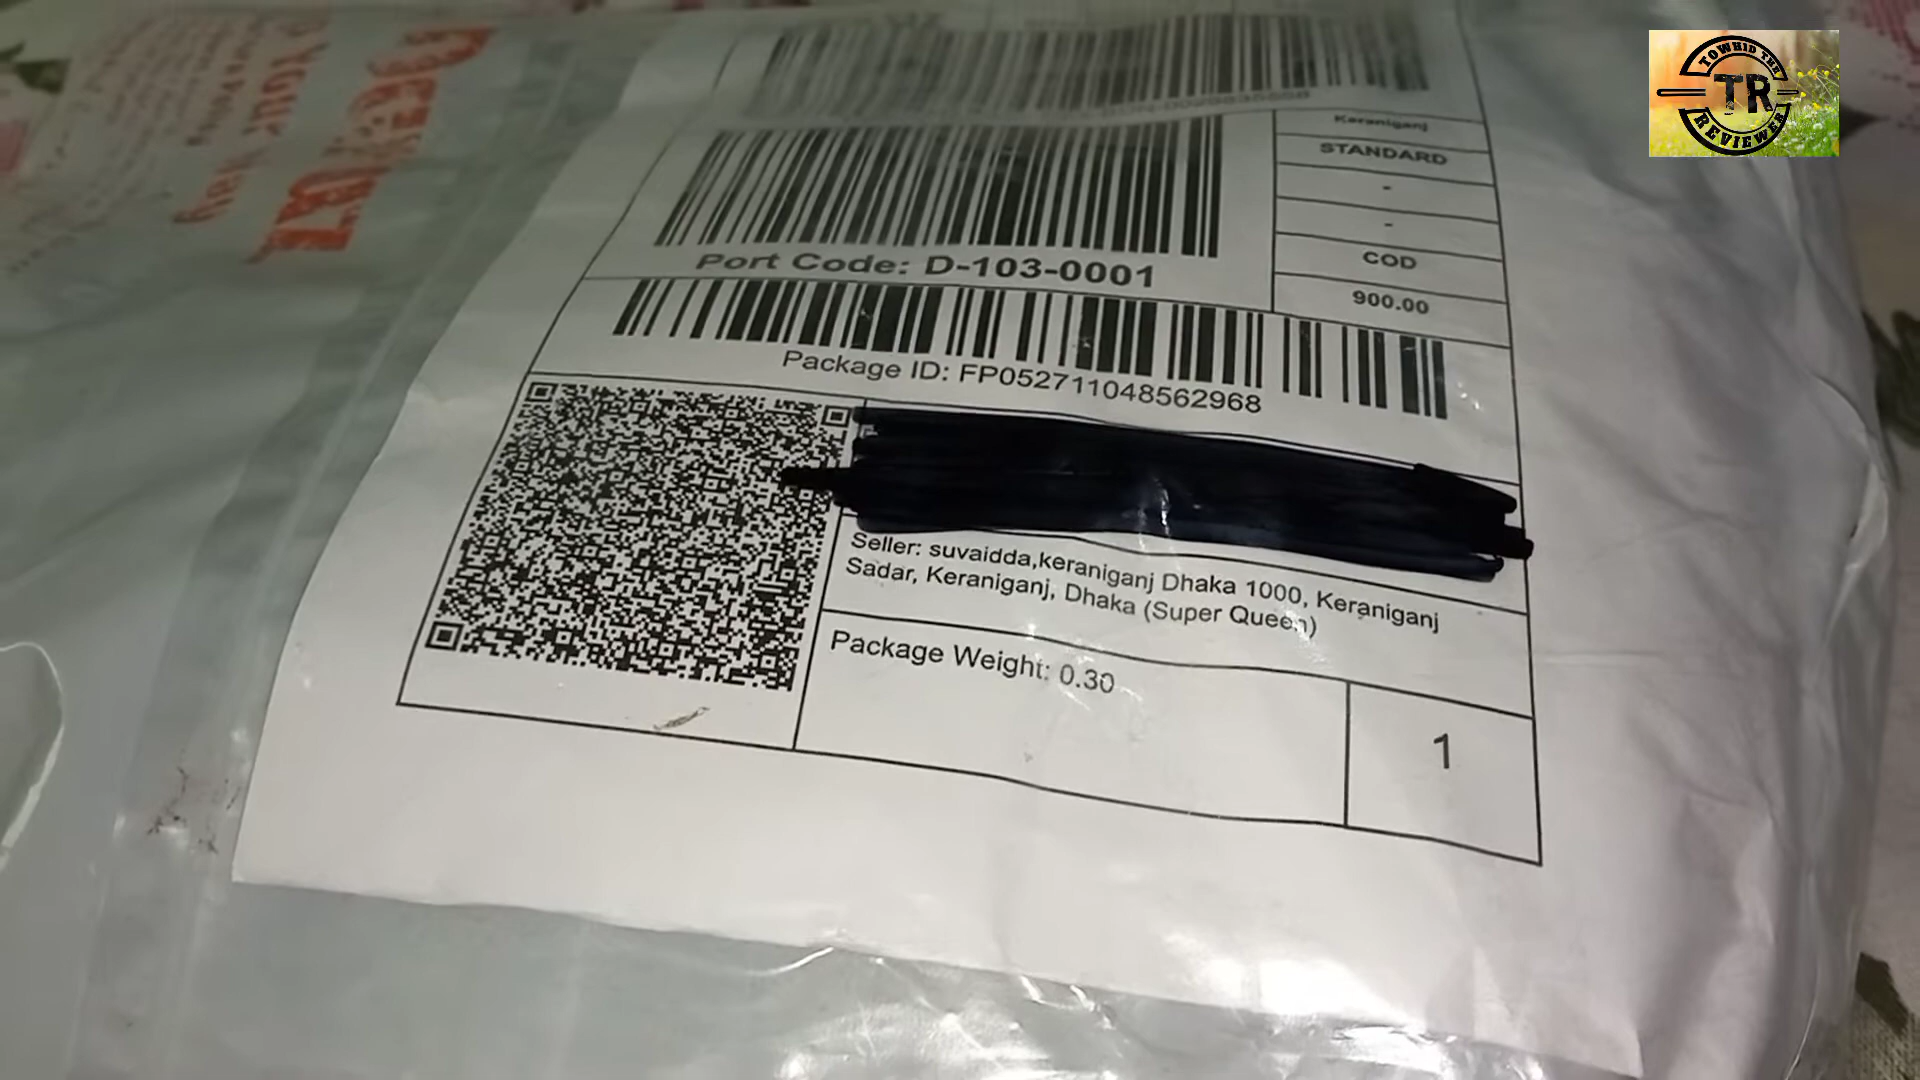 Keraniganj
STANDARD
-
-
COD
900.00
Port Code: D-103-0001
Package ID: FP052711048562968
Seller: suvaidda,keraniganj Dhaka 1000, Keraniganj
Sadar, Keraniganj, Dhaka (Super Queen)
Package Weight: 0.30
1
TOWHID THE
TR
REVIEWER